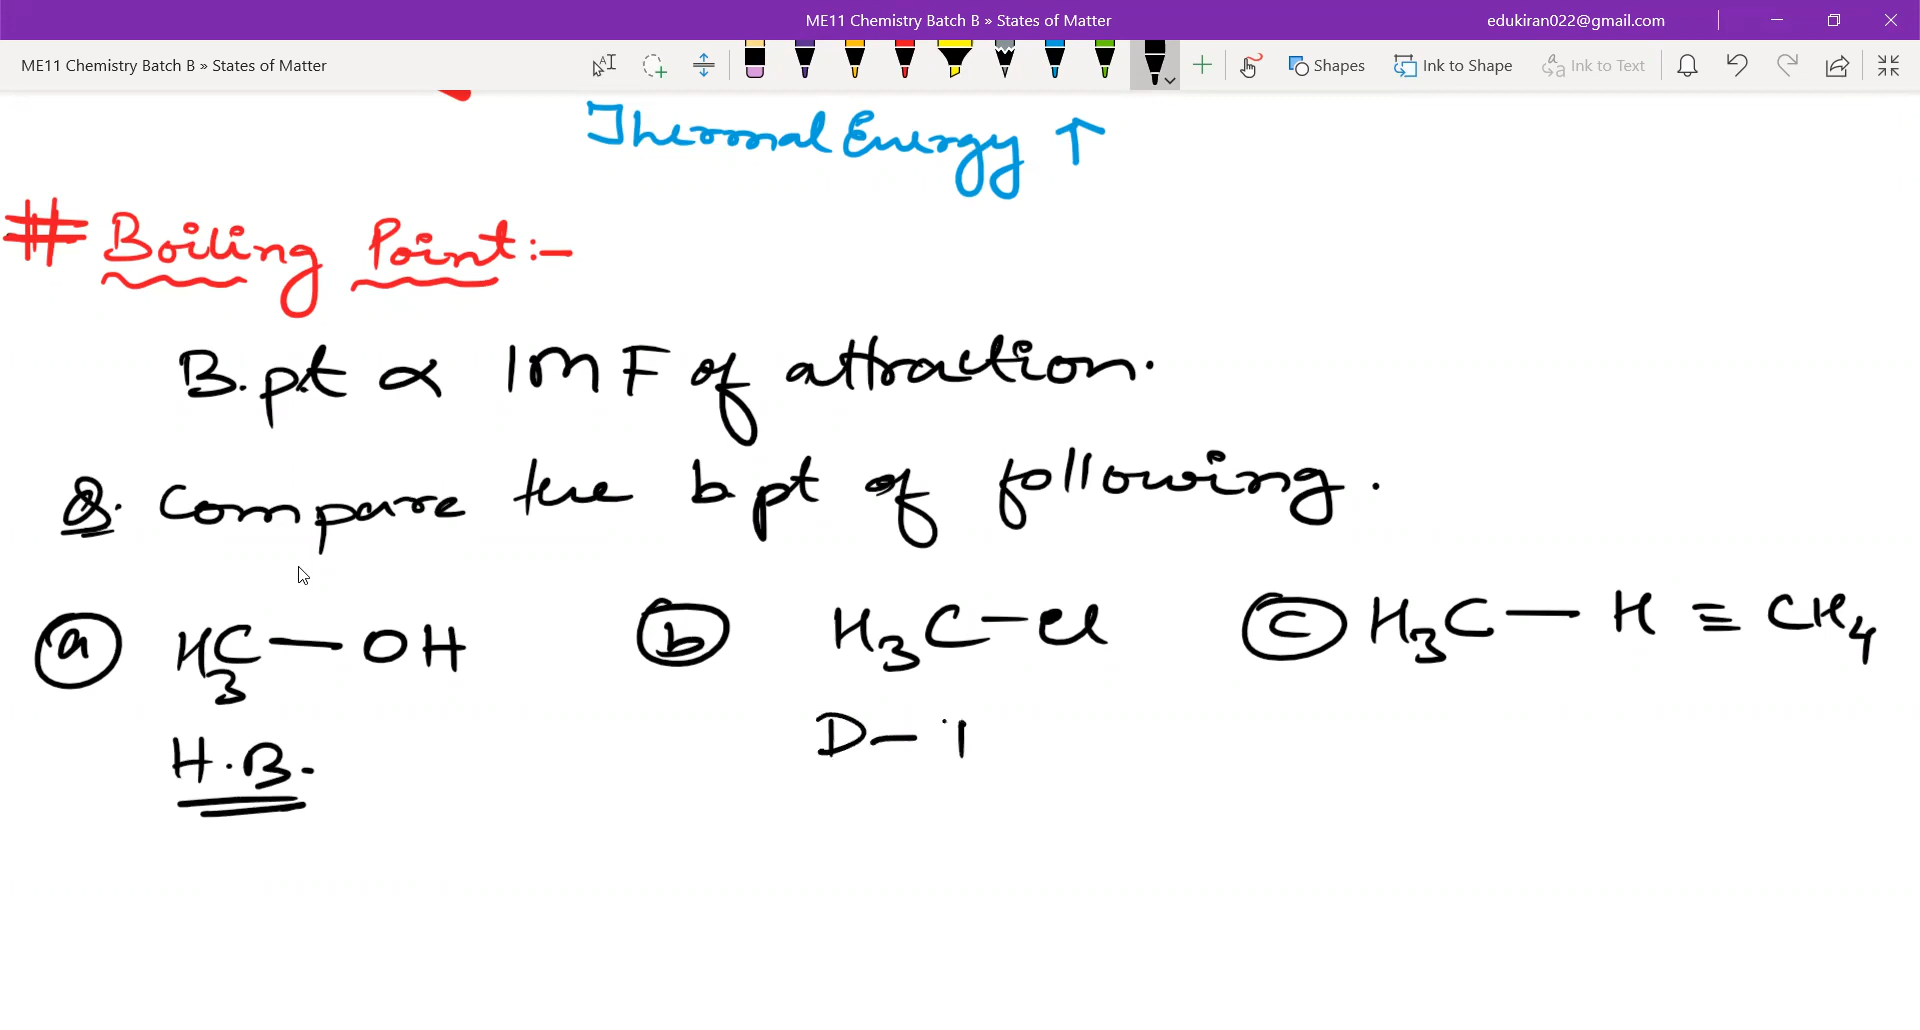 ME11 Chemistry Batch B » States of Matter
edukiran022@gmail.com
ME11 Chemistry Batch B » States of Matter
Shapes
Ink to Shape
Ink to Text
Thermal Energy ↑
# Boiling Point :-
B.pt ∝ IMF of attraction.
Q. Compare the b pt of following.
(a) H₃C — OH (b) H₃C — Cl (c) H₃C — H ≡ CH₄
H.B. D – i